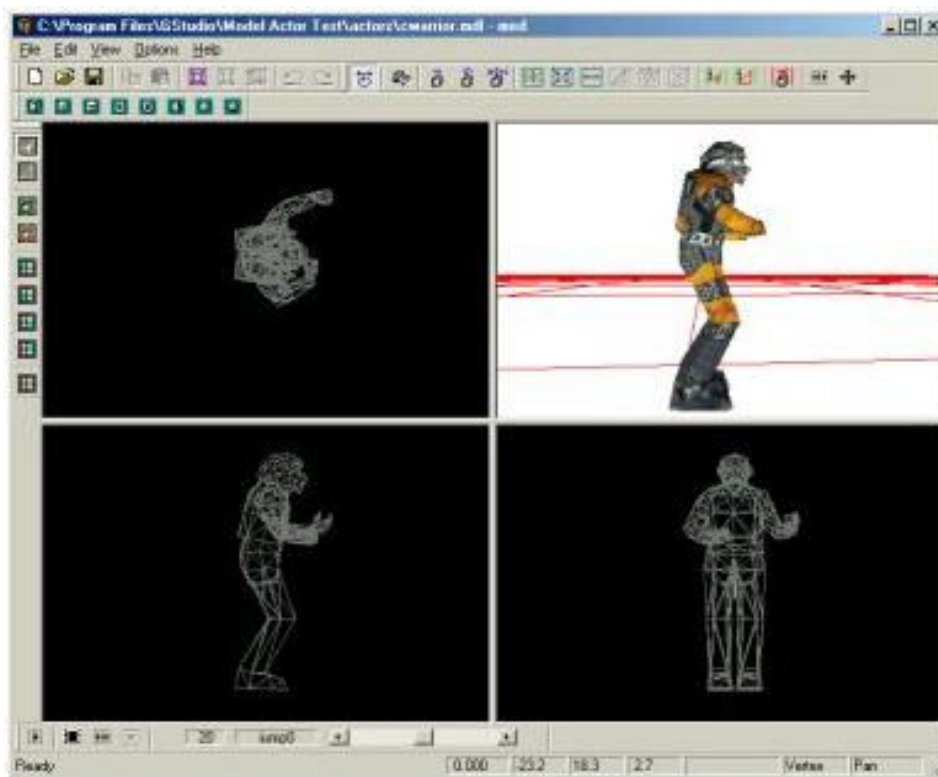 C:\Program Files\GStudio\Model Actor Test\actors\cwarrior.mdl - med
File Edit View Options Help
20 jump6
Ready 0.000 -23.2 18.3 2.7 Vertex Pan